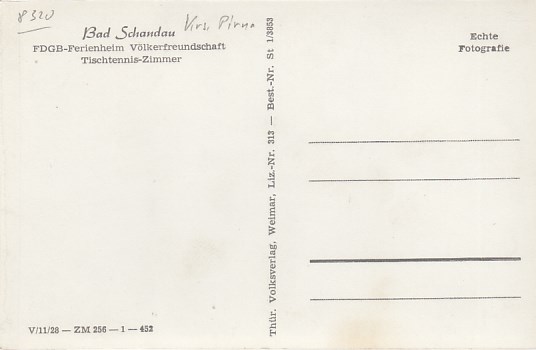 8320
Bad Schandau
Krs. Pirna
FDGB-Ferienheim Völkerfreundschaft
Tischtennis-Zimmer
Echte
Fotografie
Thür. Volksverlag, Weimar, Liz.-Nr. 313 — Best.-Nr. St 1/3853
V/11/28 — ZM 256 — 1 — 452